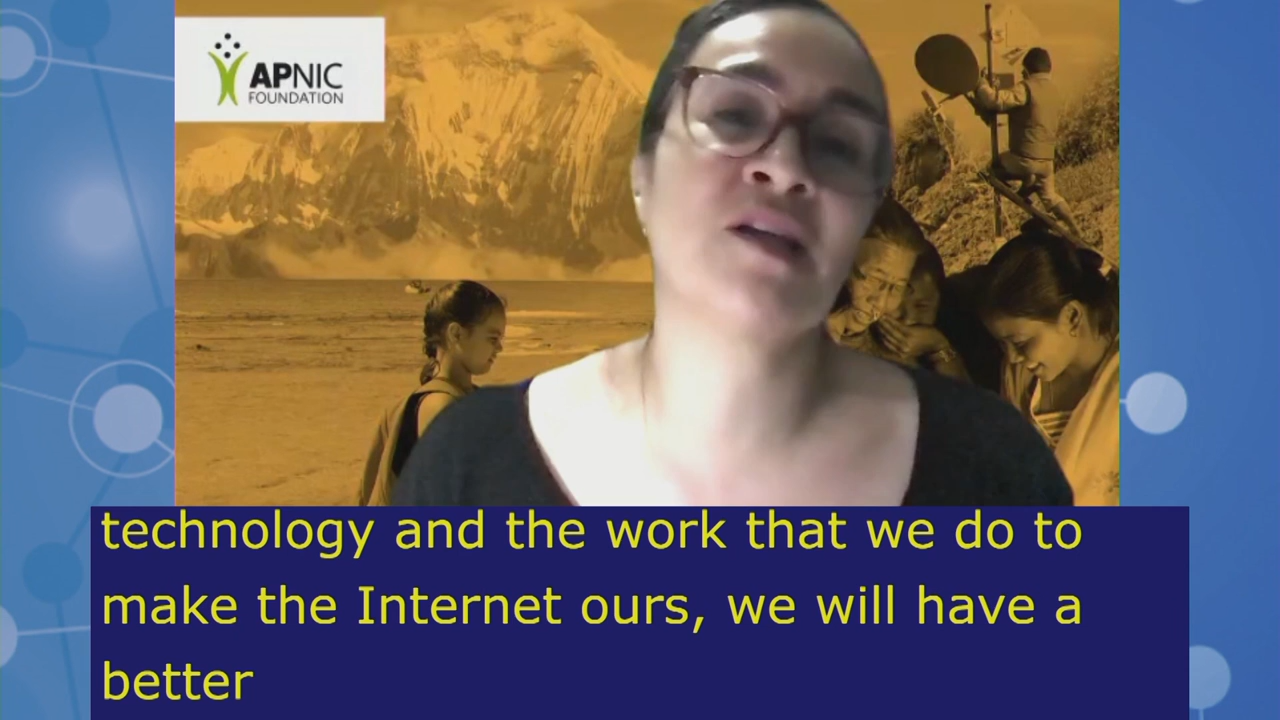 APNIC
FOUNDATION
technology and the work that we do to
make the Internet ours, we will have a
better